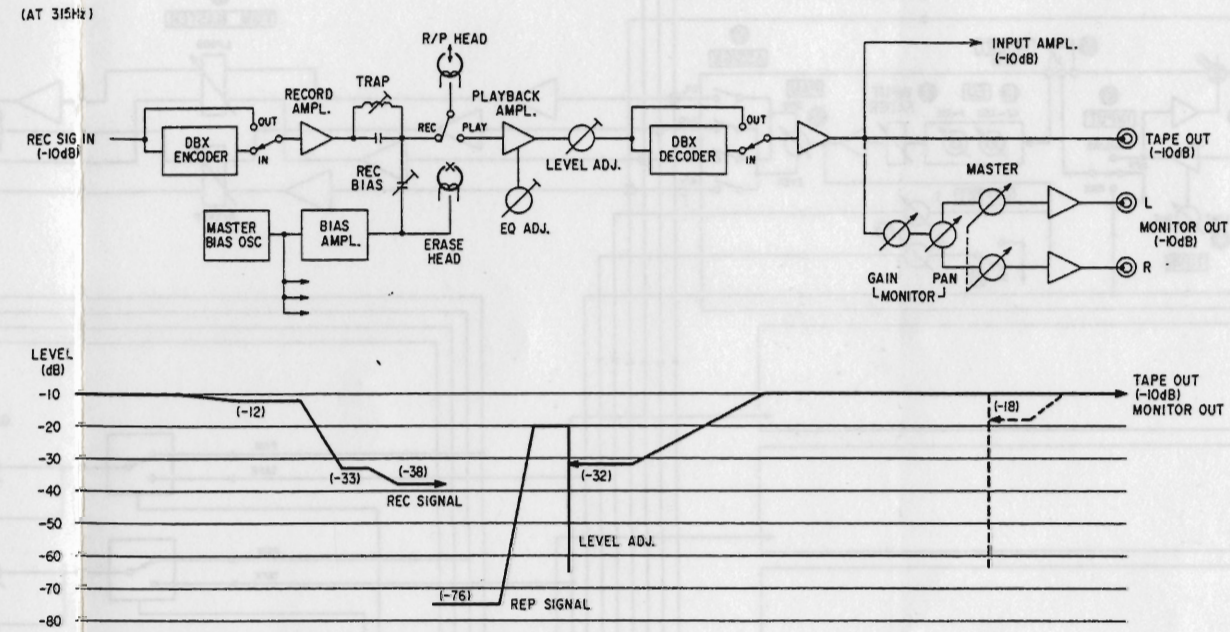 (AT 315Hz)
R/P HEAD
INPUT AMPL.
(-10dB)
TRAP
RECORD
AMPL.
PLAYBACK
AMPL.
OUT
REC
PLAY
OUT
REC SIG IN
(-10dB)
DBX
ENCODER
IN
LEVEL ADJ.
DBX
DECODER
IN
TAPE OUT
(-10dB)
REC
BIAS
MASTER
MASTER
BIAS OSC
BIAS
AMPL.
ERASE
HEAD
EQ ADJ.
L
MONITOR OUT
(-10dB)
R
GAIN
PAN
MONITOR
LEVEL
(dB)
-10
-20
-30
-40
-50
-60
-70
-80
(-12)
(-33)
(-38)
REC SIGNAL
(-76)
REP SIGNAL
(-32)
LEVEL ADJ.
(-18)
TAPE OUT
(-10dB)
MONITOR OUT